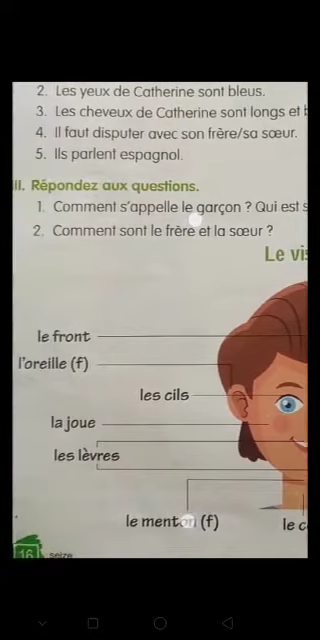 2. Les yeux de Catherine sont bleus.
3. Les cheveux de Catherine sont longs et
4. Il faut disputer avec son frère/sa sœur.
5. Ils parlent espagnol.
III. Répondez aux questions.
1. Comment s'appelle le garçon ? Qui est
2. Comment sont le frère et la sœur ?
Le
le front
l'oreille (f)
les cils
la joue
les lèvres
le menton (f)
le
16 seize